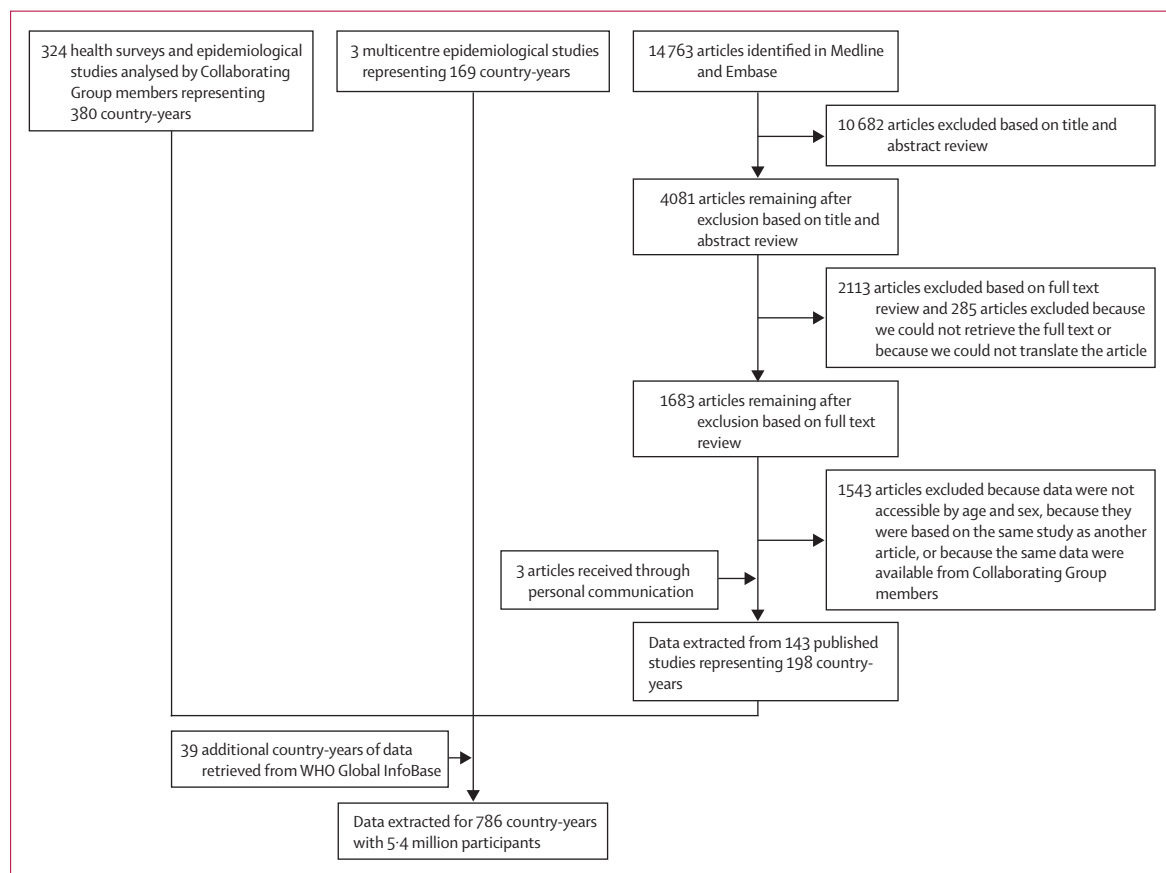 324 health surveys and epidemiological
studies analysed by Collaborating
Group members representing
380 country-years
3 multicentre epidemiological studies
representing 169 country-years
14 763 articles identified in Medline
and Embase
10 682 articles excluded based on title and
abstract review
4081 articles remaining after
exclusion based on title and
abstract review
2113 articles excluded based on full text
review and 285 articles excluded because
we could not retrieve the full text or
because we could not translate the article
1683 articles remaining after
exclusion based on full text
review
1543 articles excluded because data were not
accessible by age and sex, because they
were based on the same study as another
article, or because the same data were
available from Collaborating Group
members
3 articles received through
personal communication
Data extracted from 143 published
studies representing 198 country-
years
39 additional country-years of data
retrieved from WHO Global InfoBase
Data extracted for 786 country-years
with 5·4 million participants